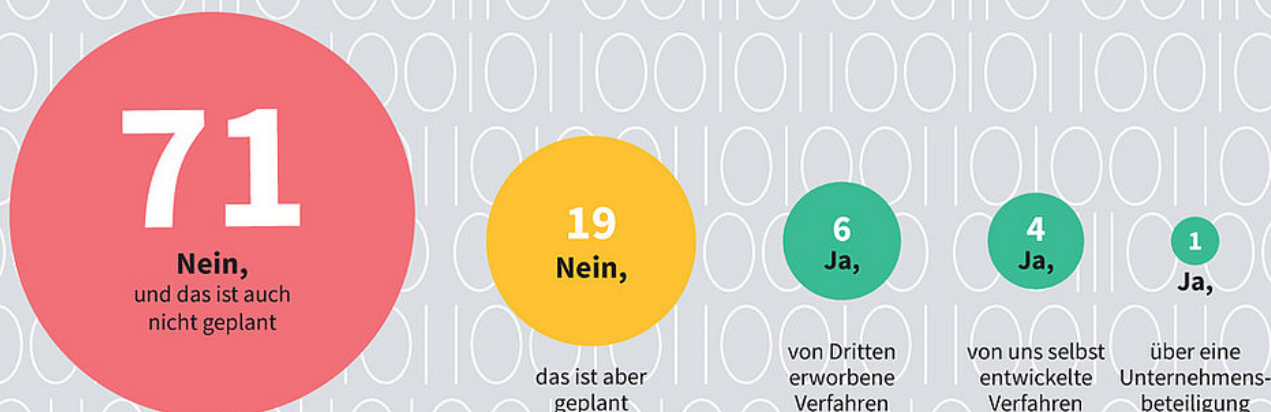 71
Nein,
und das ist auch
nicht geplant
19
Nein,
das ist aber
geplant
6
Ja,
von Dritten
erworbene
Verfahren
4
Ja,
von uns selbst
entwickelte
Verfahren
1
Ja,
über eine
Unternehmens-
beteiligung